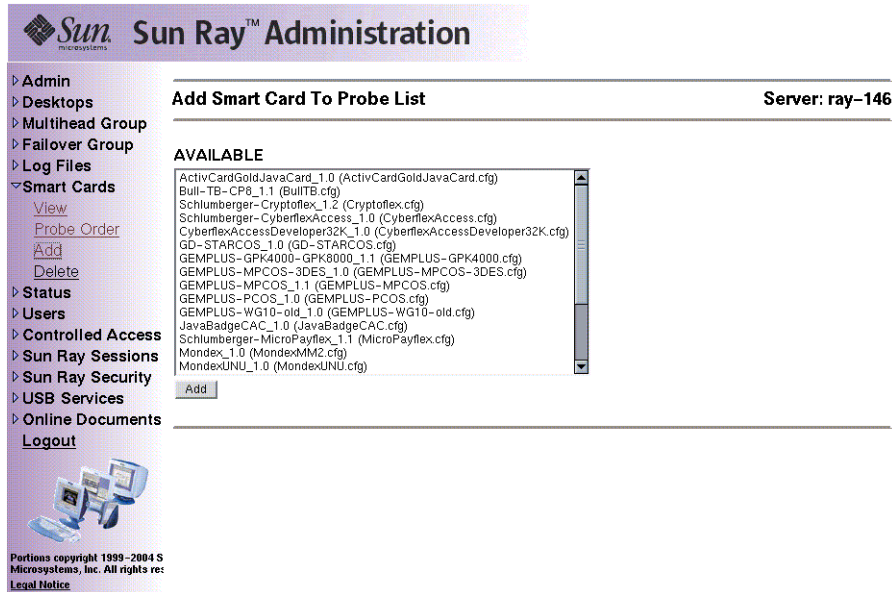 Sun microsystems
Sun Ray™ Administration
Admin
Desktops
Multihead Group
Failover Group
Log Files
Smart Cards
View
Probe Order
Add
Delete
Status
Users
Controlled Access
Sun Ray Sessions
Sun Ray Security
USB Services
Online Documents
Logout
Portions copyright 1999-2004 S
Microsystems, Inc. All rights res
Legal Notice
Add Smart Card To Probe List
Server: ray-146
AVAILABLE
ActivCardGoldJavaCard_1.0 (ActivCardGoldJavaCard.cfg)
Bull-TB-CP8_1.1 (BullTB.cfg)
Schlumberger-Cryptoflex_1.2 (Cryptoflex.cfg)
Schlumberger-CyberflexAccess_1.0 (CyberflexAccess.cfg)
CyberflexAccessDeveloper32K_1.0 (CyberflexAccessDeveloper32K.cfg)
GD-STARCOS_1.0 (GD-STARCOS.cfg)
GEMPLUS-GPK4000-GPK8000_1.1 (GEMPLUS-GPK4000.cfg)
GEMPLUS-MPCOS-3DES_1.0 (GEMPLUS-MPCOS-3DES.cfg)
GEMPLUS-MPCOS_1.1 (GEMPLUS-MPCOS.cfg)
GEMPLUS-PCOS_1.0 (GEMPLUS-PCOS.cfg)
GEMPLUS-WG10-old_1.0 (GEMPLUS-WG10-old.cfg)
JavaBadgeCAC_1.0 (JavaBadgeCAC.cfg)
Schlumberger-MicroPayflex_1.1 (MicroPayflex.cfg)
Mondex_1.0 (MondexMM2.cfg)
MondexUNU_1.0 (MondexUNU.cfg)
Add